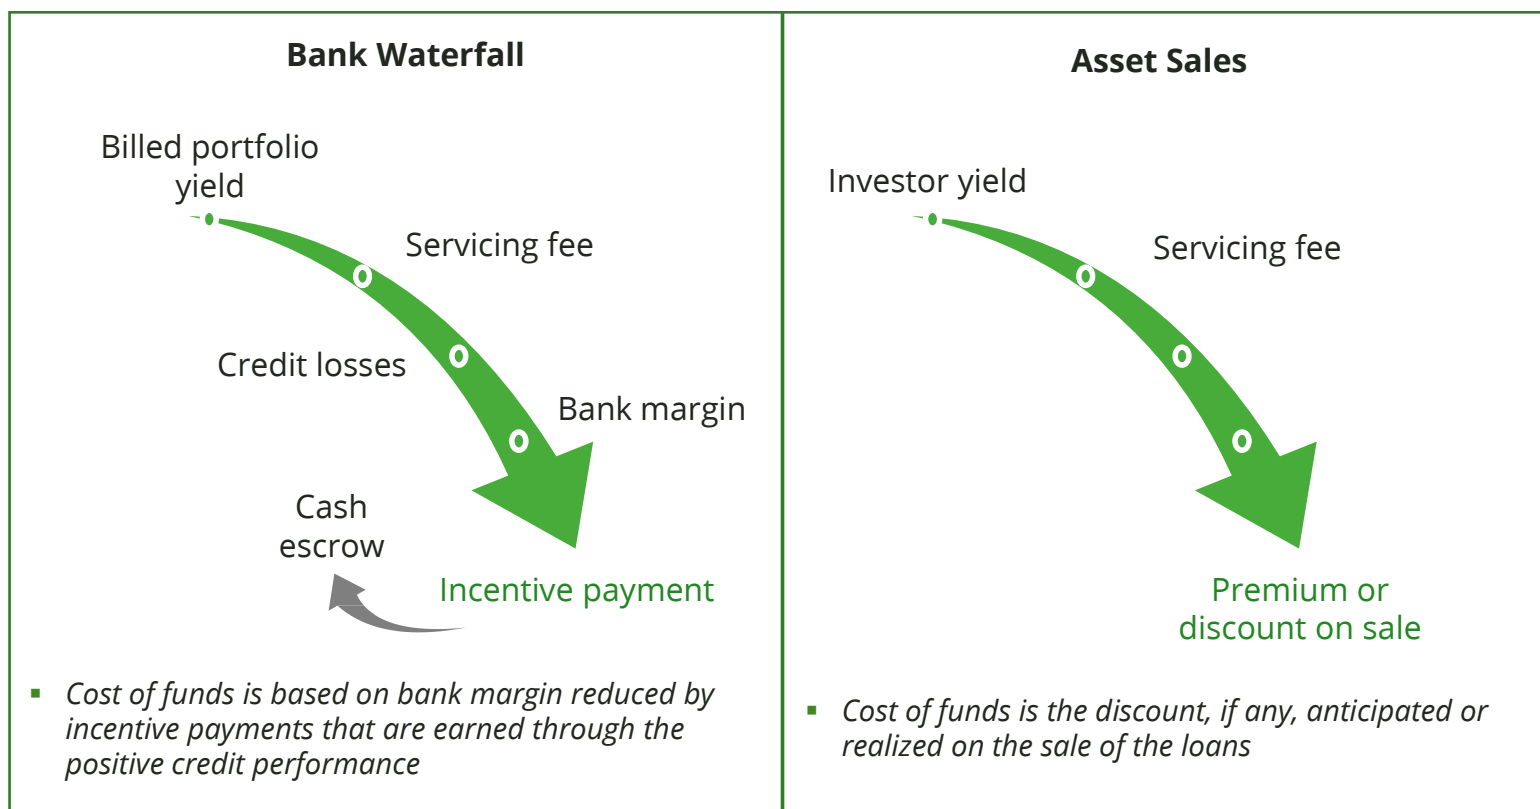 Bank Waterfall
Billed portfolio
yield
Servicing fee
Credit losses
Bank margin
Cash
escrow
Incentive payment
▪ Cost of funds is based on bank margin reduced by
incentive payments that are earned through the
positive credit performance
Asset Sales
Investor yield
Servicing fee
Premium or
discount on sale
▪ Cost of funds is the discount, if any, anticipated or
realized on the sale of the loans